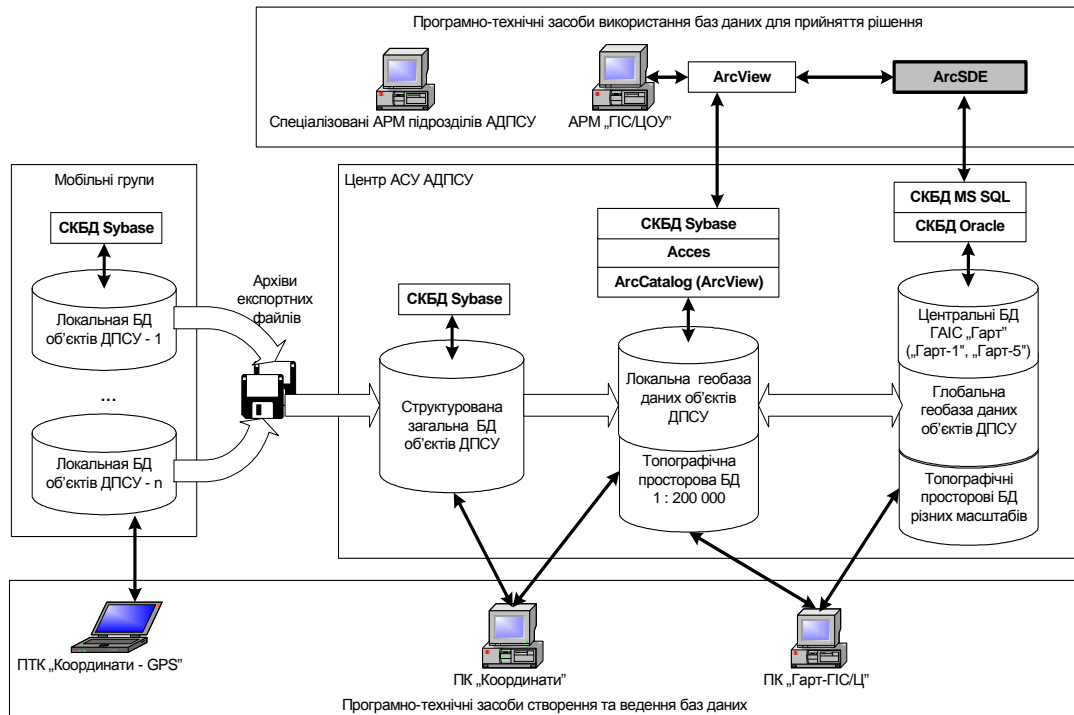 Програмно-технічні засоби використання баз даних для прийняття рішення
ArcView
ArcSDE
Спеціалізовані АРМ підрозділів АДПСУ
АРМ „ГІС/ЦОУ”
Мобільні групи
СКБД Sybase
Локальная БД
об’єктів ДПСУ - 1
...
Локальная БД
об’єктів ДПСУ - n
Архіви
експортних
файлів
Центр АСУ АДПСУ
СКБД Sybase
Структурована
загальна БД
об’єктів ДПСУ
СКБД Sybase
Acces
ArcCatalog (ArcView)
Локальна геобаза
даних об’єктів
ДПСУ
Топографічна
просторова БД
1 : 200 000
СКБД MS SQL
СКБД Oracle
Центральні БД
ГАІС „Гарт”
(„Гарт-1", „Гарт-5")
Глобальна
геобаза даних
об’єктів ДПСУ
Топографічні
просторові БД
різних масштабів
ПТК „Координати - GPS”
ПК „Координати”
ПК „Гарт-ГІС/Ц”
Програмно-технічні засоби створення та ведення баз даних